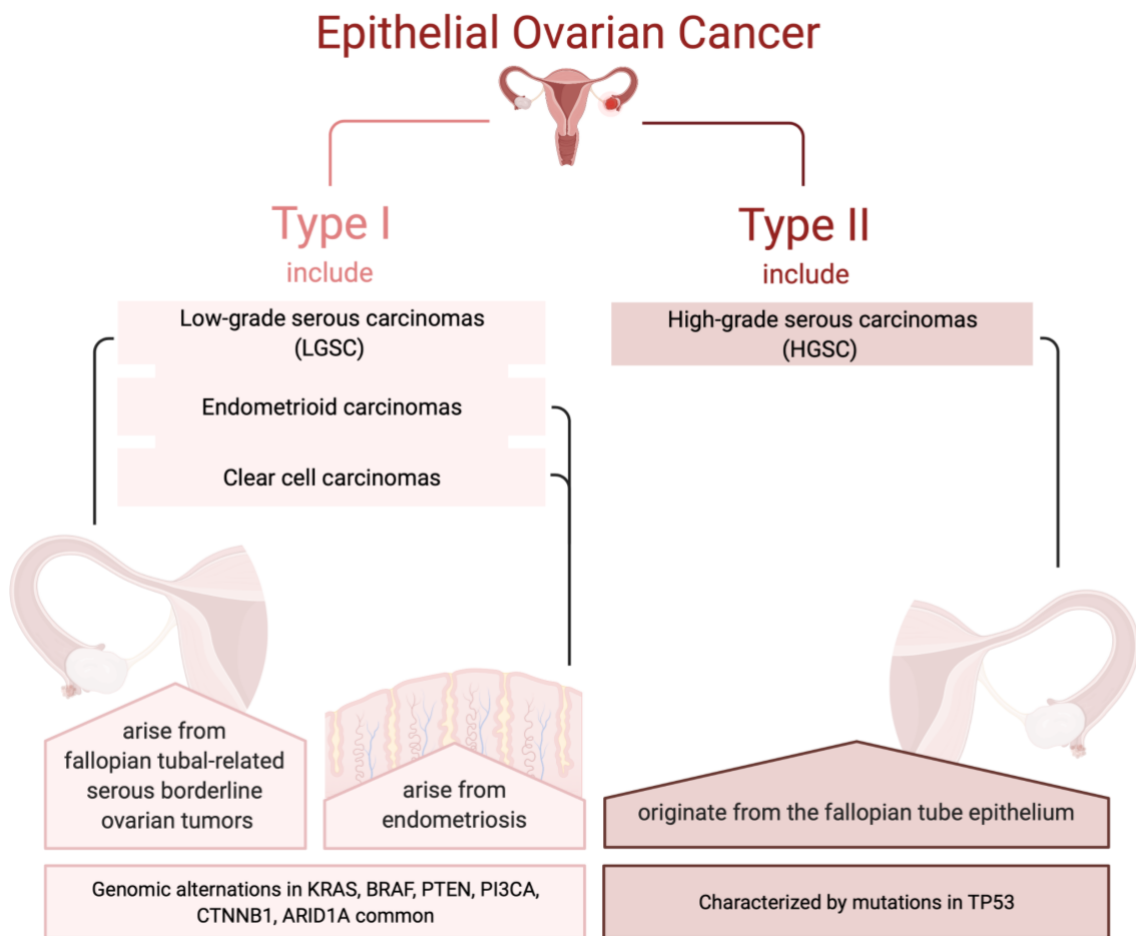 Epithelial Ovarian Cancer
Type I
include
Low-grade serous carcinomas
(LGSC)
Endometrioid carcinomas
Clear cell carcinomas
arise from
fallopian tubal-related
serous borderline
ovarian tumors
arise from
endometriosis
Genomic alternations in KRAS, BRAF, PTEN, PI3CA,
CTNNB1, ARID1A common
Type II
include
High-grade serous carcinomas
(HGSC)
originate from the fallopian tube epithelium
Characterized by mutations in TP53